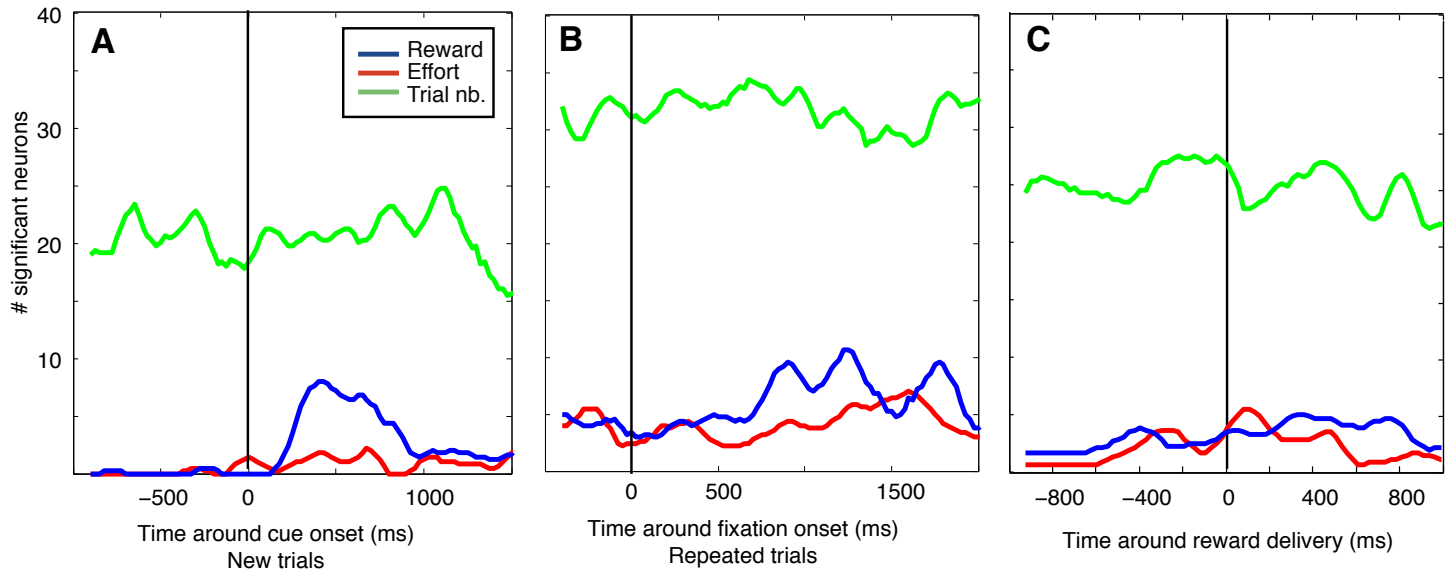 A
B
C
Reward
Effort
Trial nb.
40
30
20
10
# significant neurons
−500
0
1000
0
500
1500
−800
−400
0
400
800
Time around cue onset (ms)
New trials
Time around fixation onset (ms)
Repeated trials
Time around reward delivery (ms)